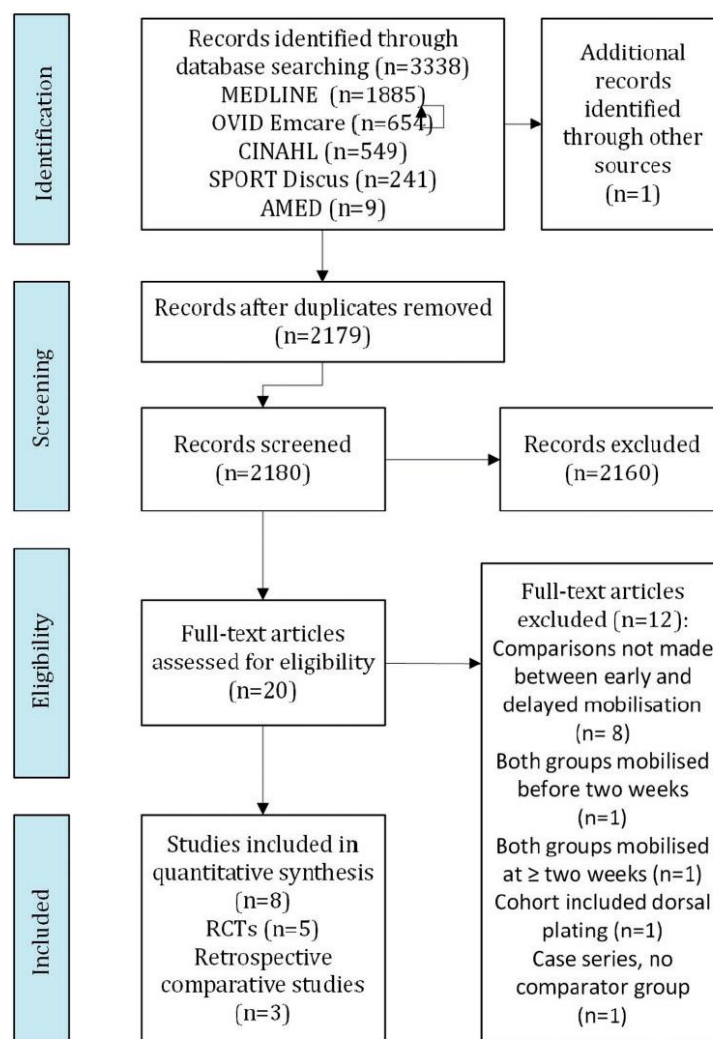 Identification
Records identified through
database searching (n=3338)
MEDLINE (n=1885)
OVID Emcare (n=654)
CINAHL (n=549)
SPORT Discus (n=241)
AMED (n=9)
Additional
records
identified
through other
sources
(n=1)
Screening
Records after duplicates removed
(n=2179)
Records screened
(n=2180)
Records excluded
(n=2160)
Eligibility
Full-text articles
assessed for eligibility
(n=20)
Full-text articles
excluded (n=12):
Comparisons not made
between early and
delayed mobilisation
(n= 8)
Both groups mobilised
before two weeks
(n=1)
Both groups mobilised
at ≥ two weeks (n=1)
Cohort included dorsal
plating (n=1)
Case series, no
comparator group
(n=1)
Included
Studies included in
quantitative synthesis
(n=8)
RCTs (n=5)
Retrospective
comparative studies
(n=3)